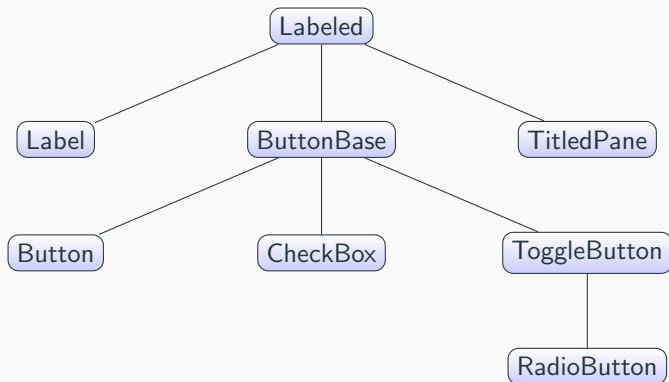 Labeled
Label
ButtonBase
TitledPane
Button
CheckBox
ToggleButton
RadioButton